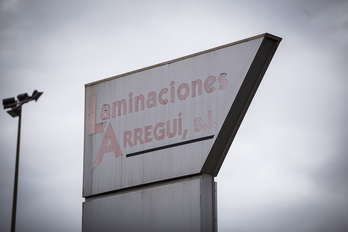 Laminaciones
Arregui, s.l.